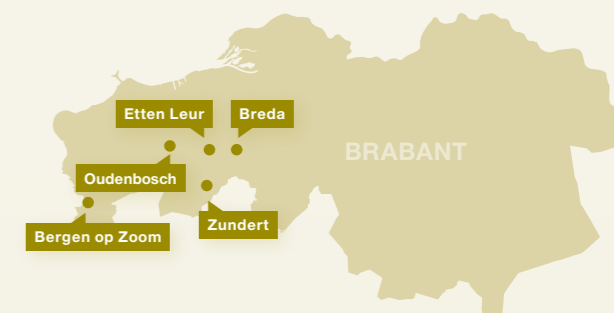 Etten Leur
Breda
BRABANT
Oudenbosch
Zundert
Bergen op Zoom